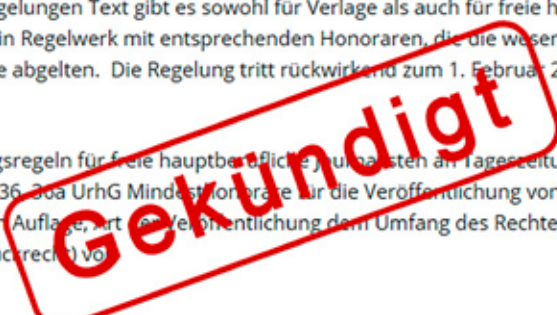 gelungen Text gibt es sowohl für Verlage als auch für freie h
in Regelwerk mit entsprechenden Honoraren, die die wesen
e abgelten. Die Regelung tritt rückwirkend zum 1. Februar 2
gsregeln für freie hauptberufliche Journalisten an Tageszeitu
36, 36a UrhG Mindesthonorare für die Veröffentlichung von
Auflage, Art der Veröffentlichung dem Umfang des Rechte
ckrecht) vo
Gekündigt